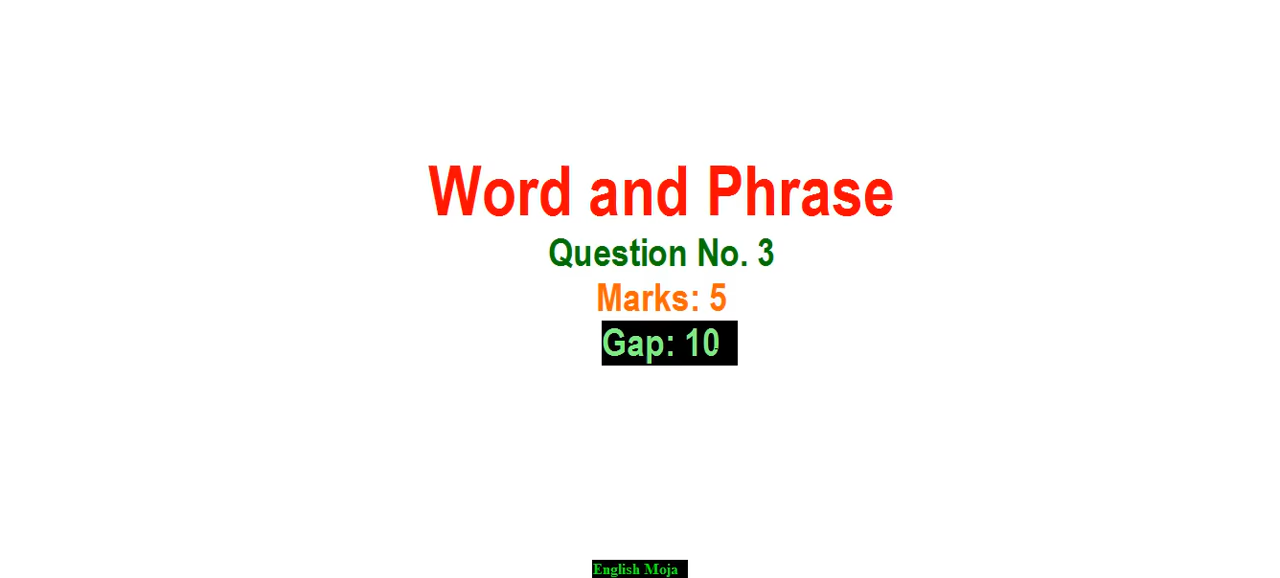 Word and Phrase
Question No. 3
Marks: 5
Gap: 10
English Moja